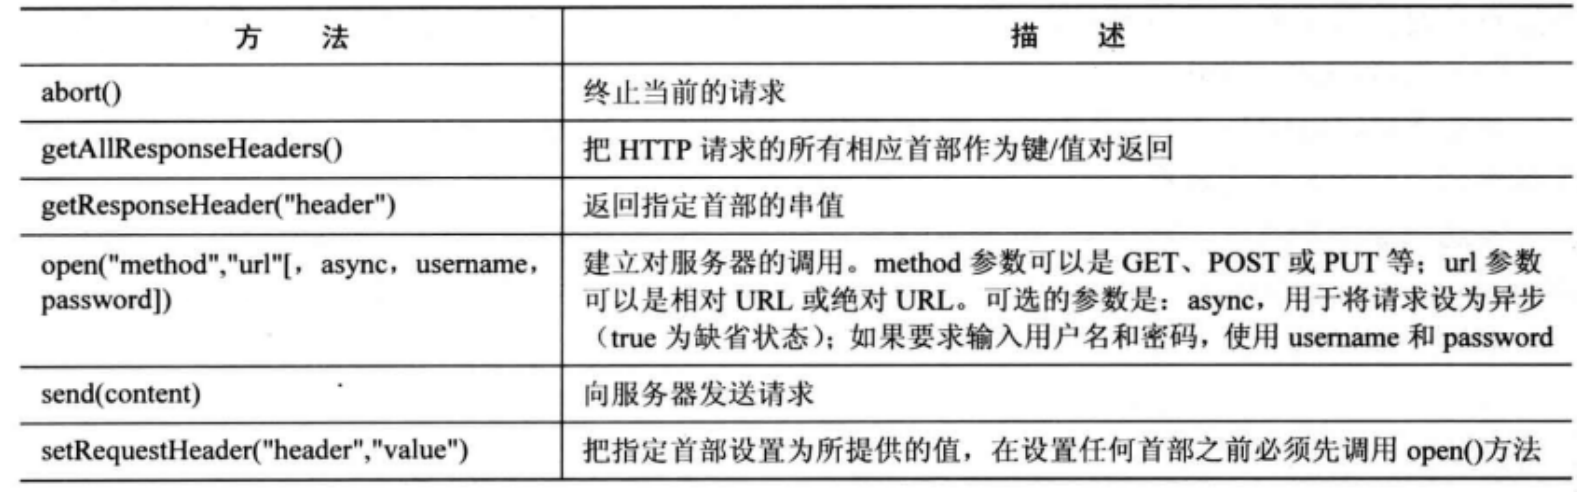 方 法 描 述
abort() 终止当前的请求
getAllResponseHeaders() 把 HTTP 请求的所有相应首部作为键/值对返回
getResponseHeader("header") 返回指定首部的串值
open("method","url"[，async，username，
password])
建立对服务器的调用。method 参数可以是 GET、POST 或 PUT 等；url 参数
可以是相对 URL 或绝对 URL。可选的参数是：async，用于将请求设为异步
（true 为缺省状态）；如果要求输入用户名和密码，使用 username 和 password
send(content) 向服务器发送请求
setRequestHeader("header","value") 把指定首部设置为所提供的值，在设置任何首部之前必须先调用 open()方法